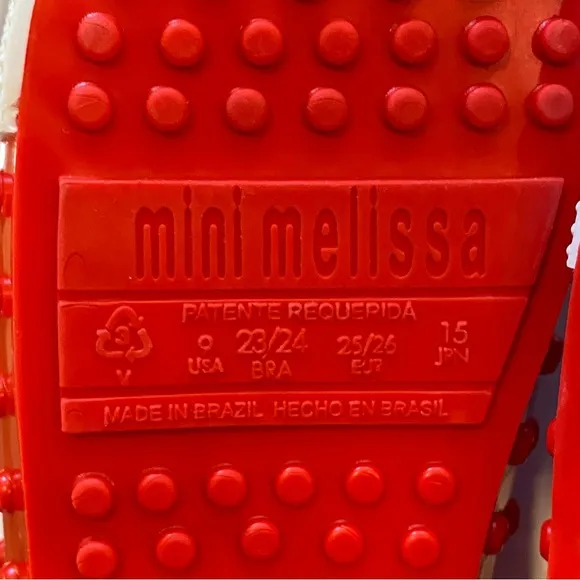 mini melissa
PATENTE REQUERIDA
3 9 23/24 25/26 15
V USA BRA EUR JPN
MADE IN BRAZIL HECHO EN BRASIL